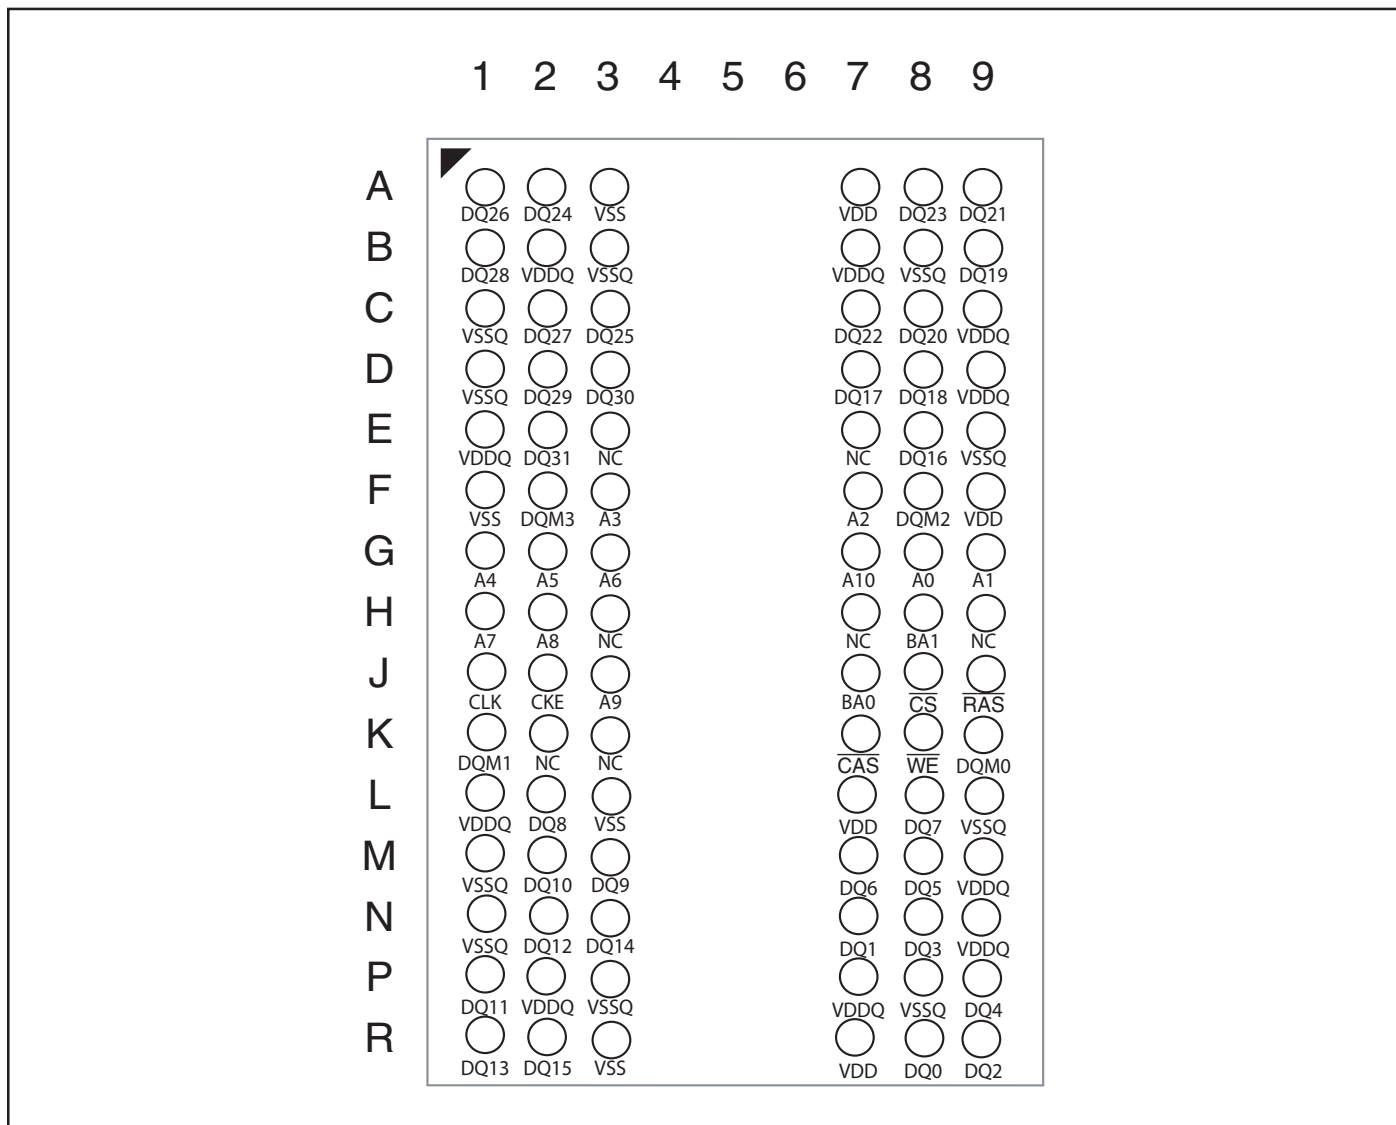 1 2 3 4 5 6 7 8 9
A
DQ26 DQ24 VSS VDD DQ23 DQ21
B
DQ28 VDDQ VSSQ VDDQ VSSQ DQ19
C
VSSQ DQ27 DQ25 DQ22 DQ20 VDDQ
D
VSSQ DQ29 DQ30 DQ17 DQ18 VDDQ
E
VDDQ DQ31 NC NC DQ16 VSSQ
F
VSS DQM3 A3 A2 DQM2 VDD
G
A4 A5 A6 A10 A0 A1
H
A7 A8 NC NC BA1 NC
J
CLK CKE A9 BA0 C̅S̅ R̅A̅S̅
K
DQM1 NC NC C̅A̅S̅ W̅E̅ DQM0
L
VDDQ DQ8 VSS VDD DQ7 VSSQ
M
VSSQ DQ10 DQ9 DQ6 DQ5 VDDQ
N
VSSQ DQ12 DQ14 DQ1 DQ3 VDDQ
P
DQ11 VDDQ VSSQ VDDQ VSSQ DQ4
R
DQ13 DQ15 VSS VDD DQ0 DQ2